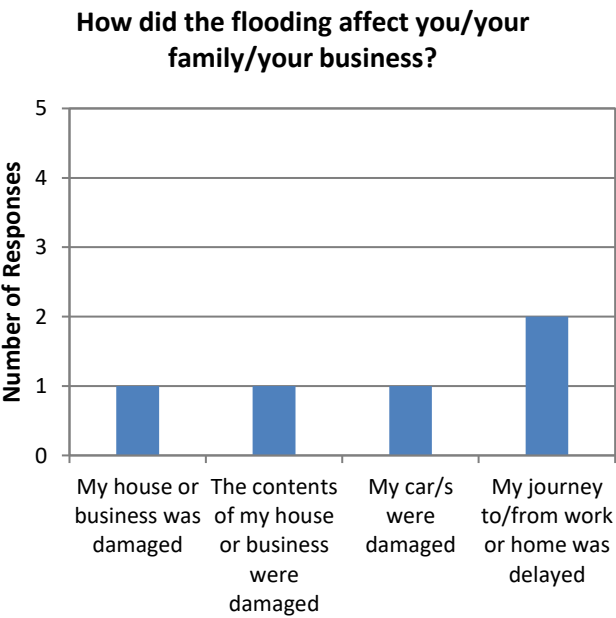 How did the flooding affect you/your
family/your business?
Number of Responses
5
4
3
2
1
0
My house or
business was
damaged
The contents
of my house
or business
were
damaged
My car/s
were
damaged
My journey
to/from work
or home was
delayed